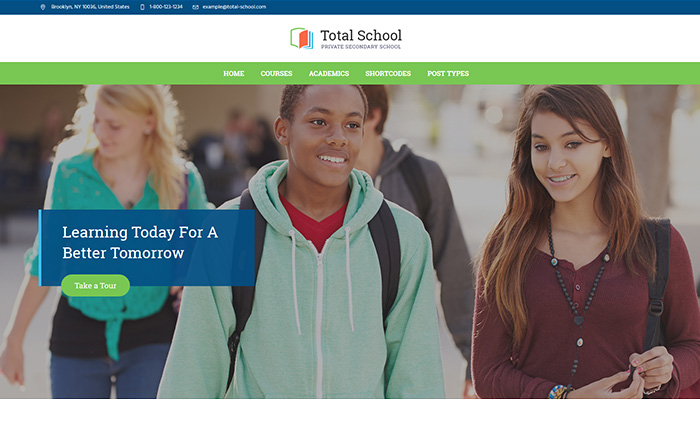 Brooklyn, NY 10036, United States 1-800-123-1234 example@total-school.com
Total School
PRIVATE SECONDARY SCHOOL
HOME COURSES ACADEMICS SHORTCODES POST TYPES
Learning Today For A
Better Tomorrow
Take a Tour